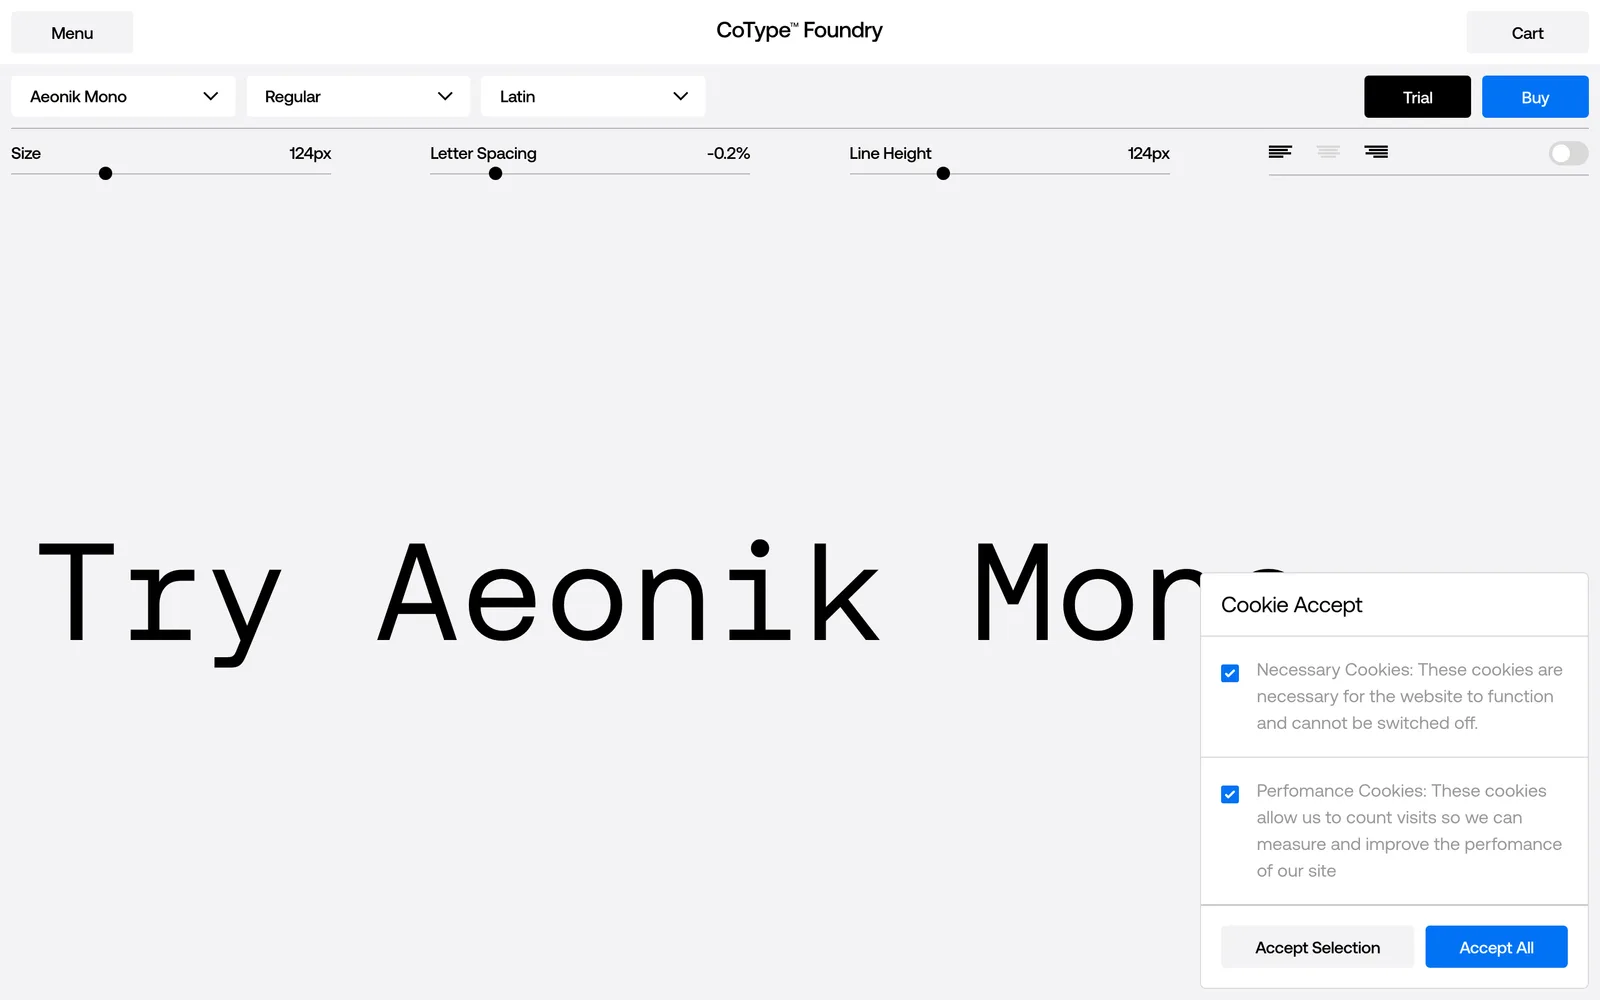 Menu
CoType™ Foundry
Cart
Aeonik Mono
Regular
Latin
Trial
Buy
Size
124px
Letter Spacing
-0.2%
Line Height
124px
Try Aeonik Mono
Cookie Accept
Necessary Cookies: These cookies are
necessary for the website to function
and cannot be switched off.
Perfomance Cookies: These cookies
allow us to count visits so we can
measure and improve the perfomance
of our site
Accept Selection
Accept All